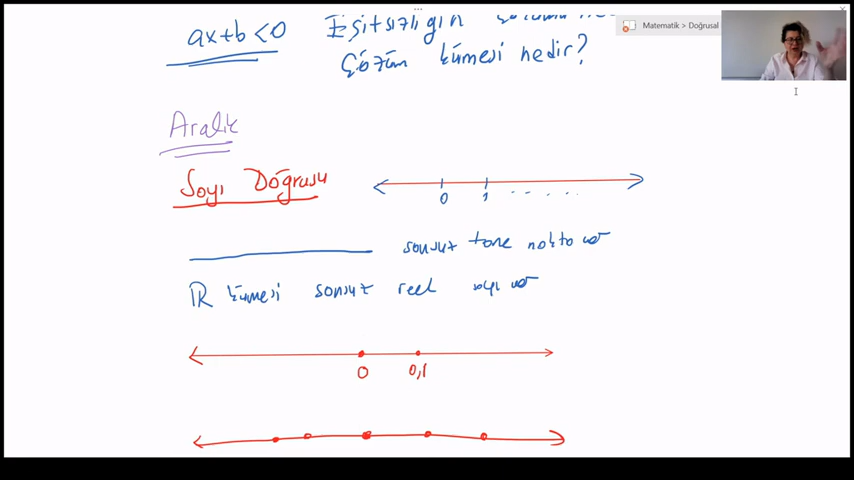 ax+b<0 Eşitsizliğin
Çözüm kümesi nedir?
Matematik > Doğrusal
Aralık
Sayı Doğrusu
0 1 . . . . . .
sonsuz tane nokta var
IR kümesi sonsuz reel sayı var
0 0,1